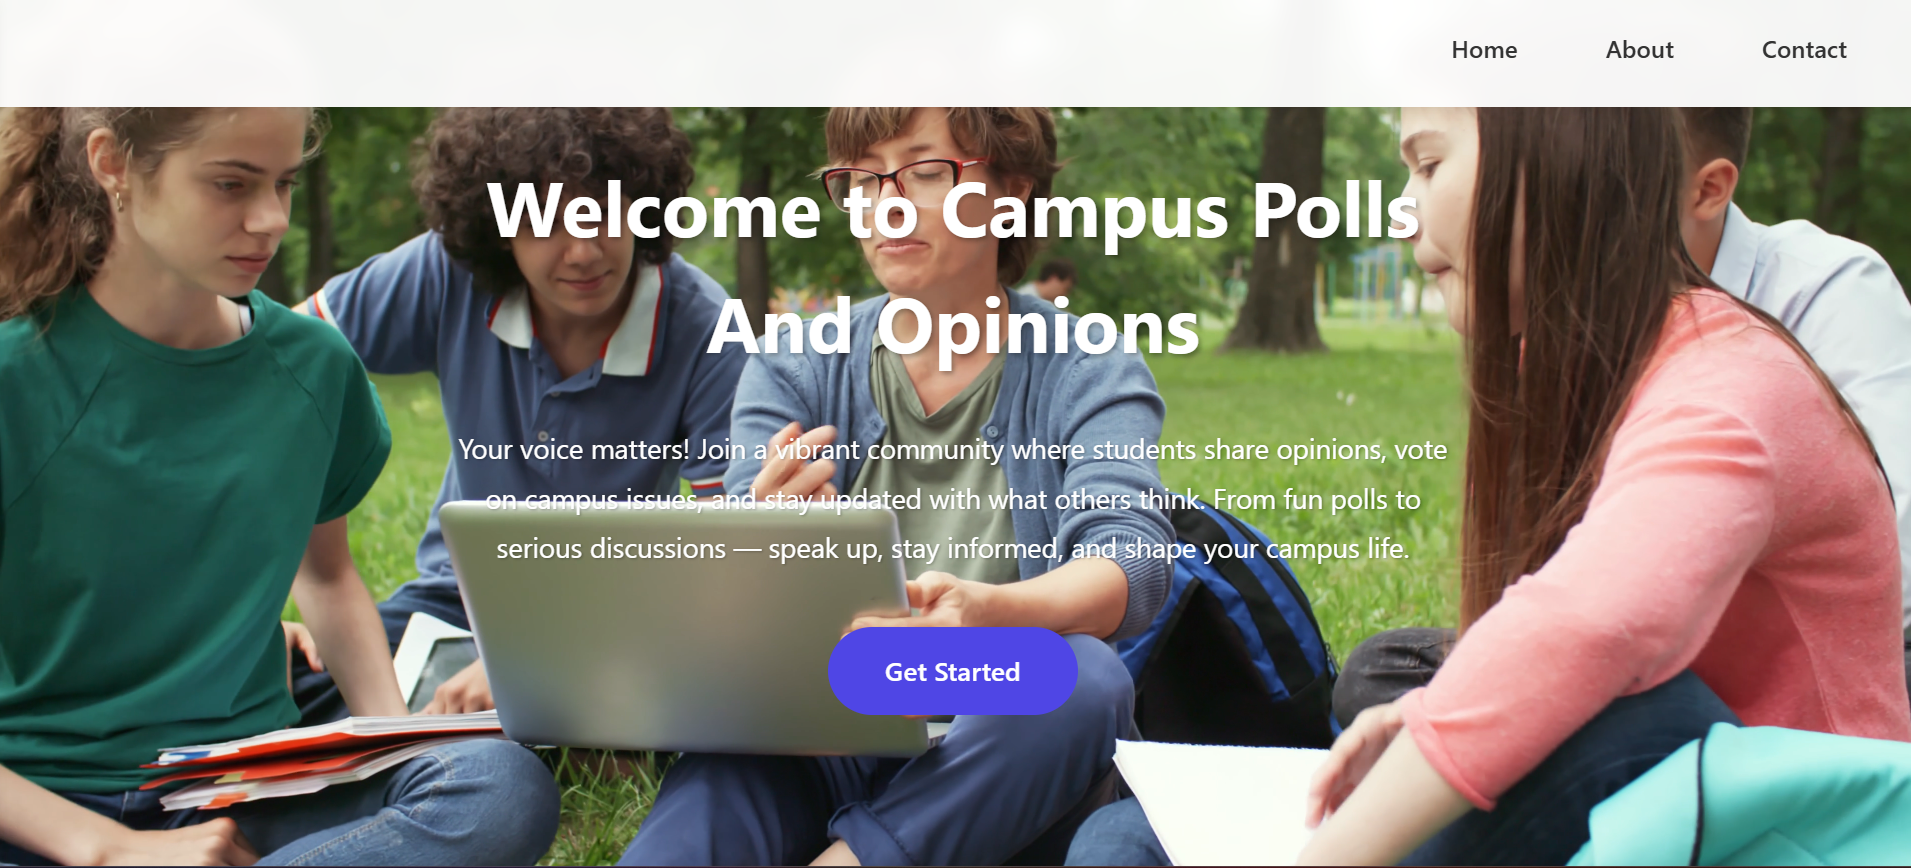 Home About Contact
Welcome to Campus Polls
And Opinions
Your voice matters! Join a vibrant community where students share opinions, vote
on campus issues, and stay updated with what others think. From fun polls to
serious discussions — speak up, stay informed, and shape your campus life.
Get Started